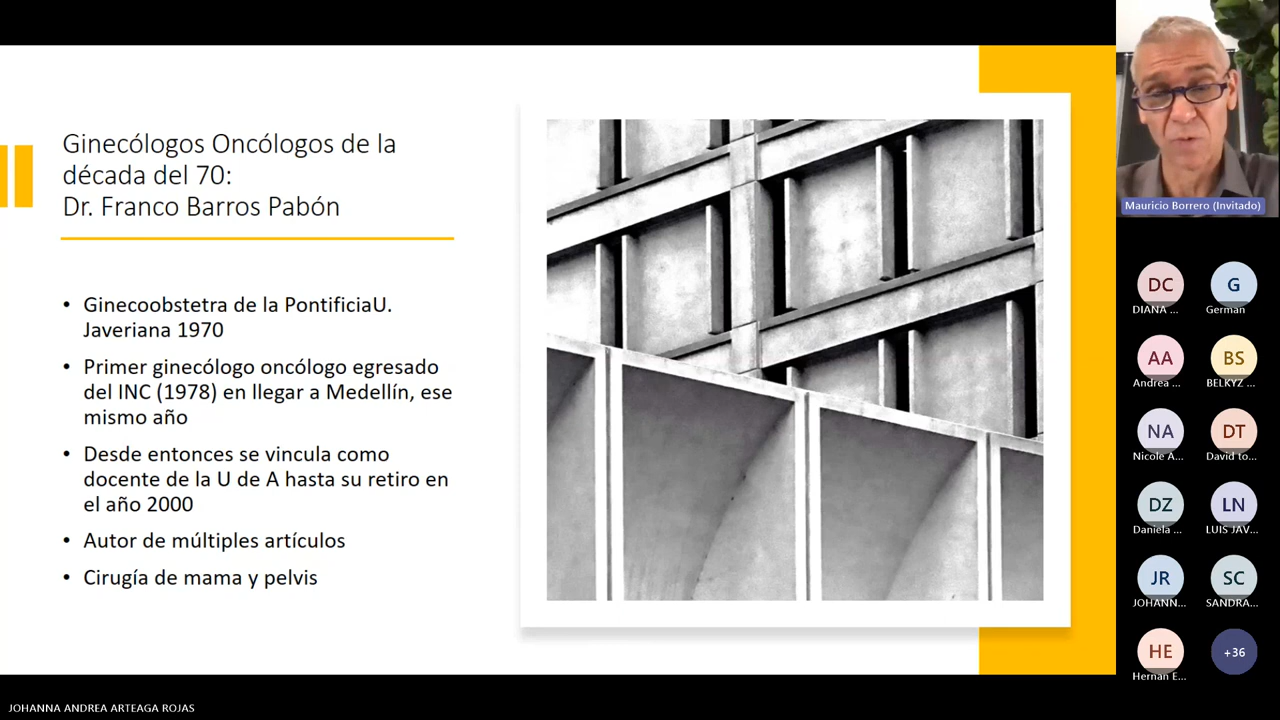 Ginecólogos Oncólogos de la
década del 70:
Dr. Franco Barros Pabón
• Ginecoobstetra de la PontificiaU.
Javeriana 1970
• Primer ginecólogo oncólogo egresado
del INC (1978) en llegar a Medellín, ese
mismo año
• Desde entonces se vincula como
docente de la U de A hasta su retiro en
el año 2000
• Autor de múltiples artículos
• Cirugía de mama y pelvis
Mauricio Borrero (Invitado)
DC
G
DIANA ...
German
AA
BS
Andrea ...
BELKYZ ...
NA
DT
Nicole A...
David to...
DZ
LN
Daniela ...
LUIS JAV...
JR
SC
JOHANN...
SANDRA...
HE
+36
Hernan E...
JOHANNA ANDREA ARTEAGA ROJAS